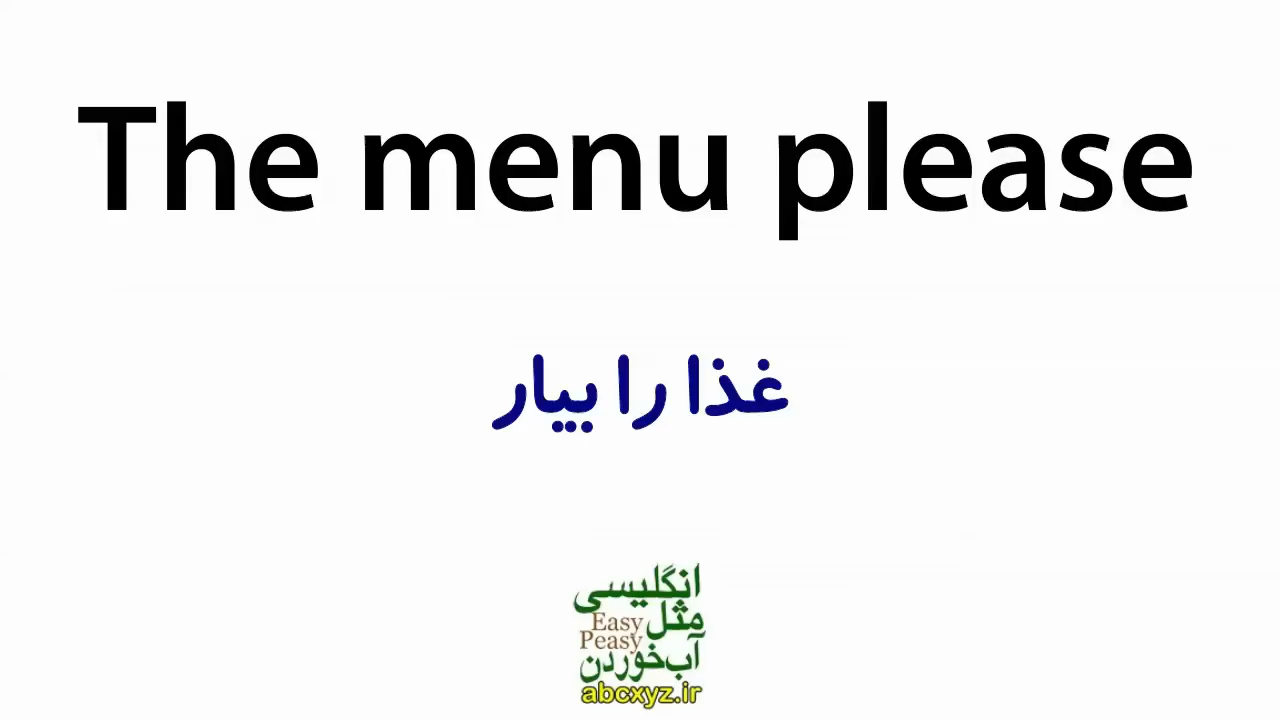 The menu please
غذا را بیار
انگلیسی
مثل
Easy
Peasy
آب‌خوردن
abcxyz.ir